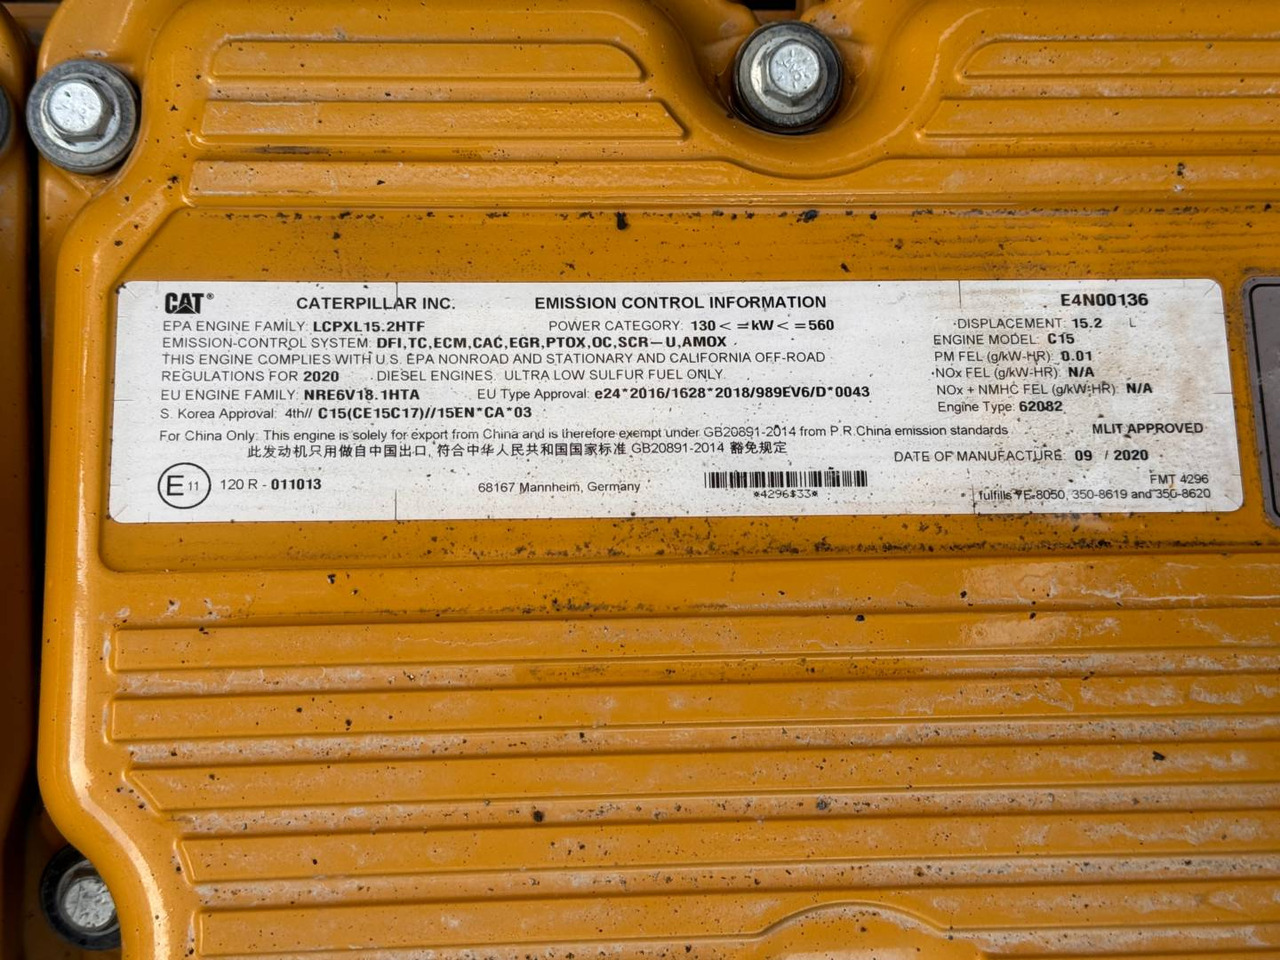 CAT® CATERPILLAR INC. EMISSION CONTROL INFORMATION E4N00136
EPA ENGINE FAMILY: LCPXL15.2HTF POWER CATEGORY: 130< =kW< =560 DISPLACEMENT: 15.2 L
EMISSION-CONTROL SYSTEM: DFI,TC,ECM,CAC,EGR,PTOX,OC,SCR-U,AMOX ENGINE MODEL: C15
THIS ENGINE COMPLIES WITH U.S. EPA NONROAD AND STATIONARY AND CALIFORNIA OFF-ROAD PM FEL (g/kW-HR): 0.01
REGULATIONS FOR 2020 DIESEL ENGINES. ULTRA LOW SULFUR FUEL ONLY. NOx FEL (g/kW-HR): N/A
EU ENGINE FAMILY: NRE6V18.1HTA EU Type Approval: e24*2016/1628*2018/989EV6/D*0043 NOx + NMHC FEL (g/kW-HR): N/A
S. Korea Approval: 4th// C15(CE15C17)//15EN*CA*03 Engine Type: 62082
For China Only: This engine is solely for export from China and is therefore exempt under GB20891-2014 from P.R.China emission standards MLIT APPROVED
此发动机只用做自中国出口, 符合中华人民共和国国家标准 GB20891-2014 豁免规定 DATE OF MANUFACTURE 09 / 2020
E11 120 R - 011013 68167 Mannheim, Germany *4296$33* FMT 4296
fulfills YE-8050, 350-8619 and 350-8620